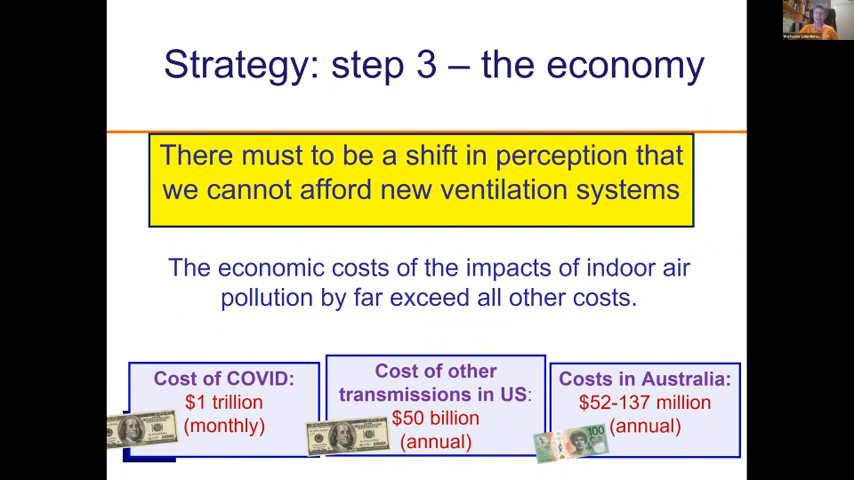 Strategy: step 3 – the economy
There must to be a shift in perception that
we cannot afford new ventilation systems
The economic costs of the impacts of indoor air
pollution by far exceed all other costs.
Cost of COVID:
$1 trillion
(monthly)
Cost of other
transmissions in US:
$50 billion
(annual)
Costs in Australia:
$52-137 million
(annual)
100